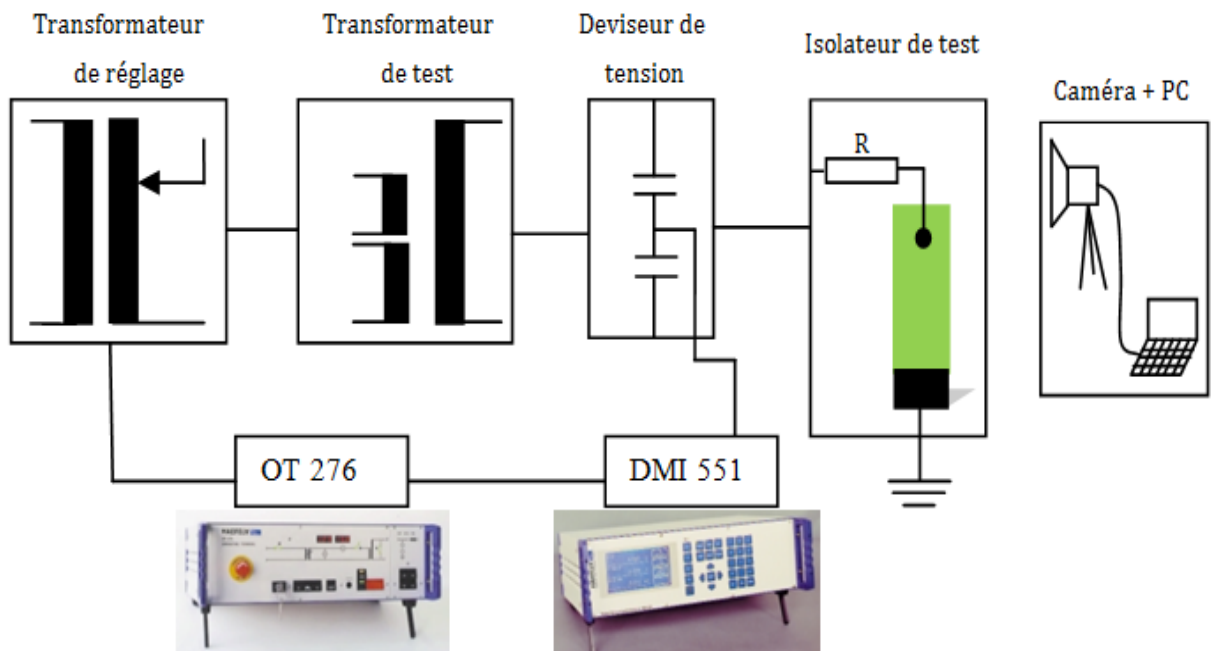 Transformateur
de réglage
Transformateur
de test
Deviseur de
tension
Isolateur de test
Caméra + PC
R
OT 276
DMI 551